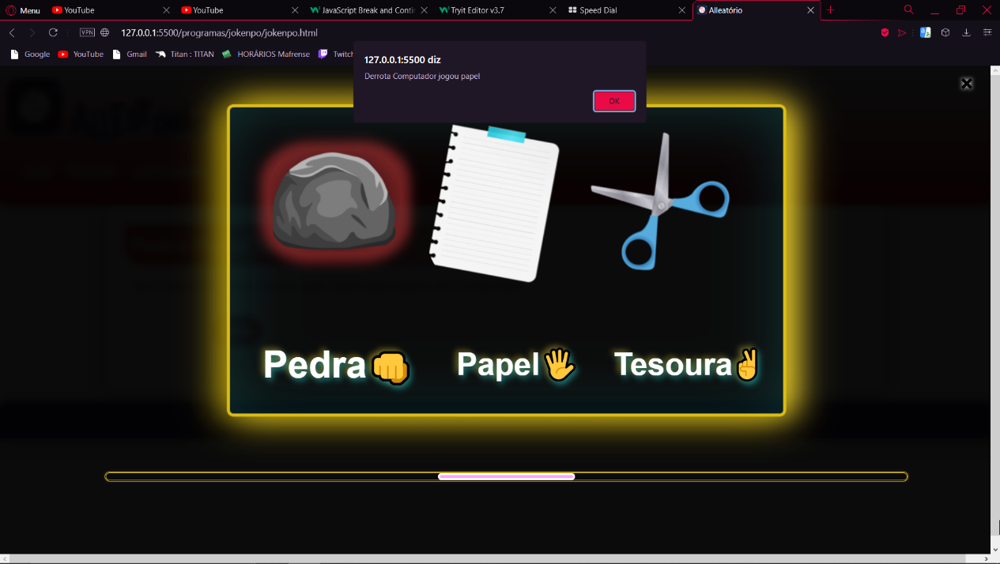 Menu
YouTube
YouTube
JavaScript Break and Contin
Tryit Editor v3.7
Speed Dial
Alleatório
VPN
127.0.0.1:5500/programas/jokenpo/jokenpo.html
Google
YouTube
Gmail
Titan : TITAN
HORÁRIOS Mafrense
Twitch
127.0.0.1:5500 diz
Derrota Computador jogou papel
OK
Pedra👊 Papel🖐 Tesoura✌